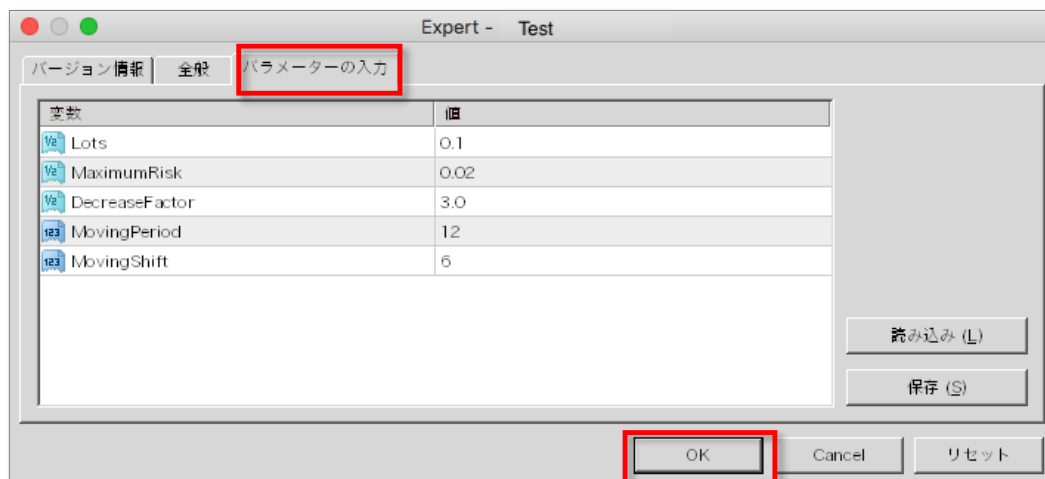 Expert - Test
バージョン情報 全般 パラメーターの入力
変数 値
Lots 0.1
MaximumRisk 0.02
DecreaseFactor 3.0
MovingPeriod 12
MovingShift 6
読み込み (L)
保存 (S)
OK Cancel リセット